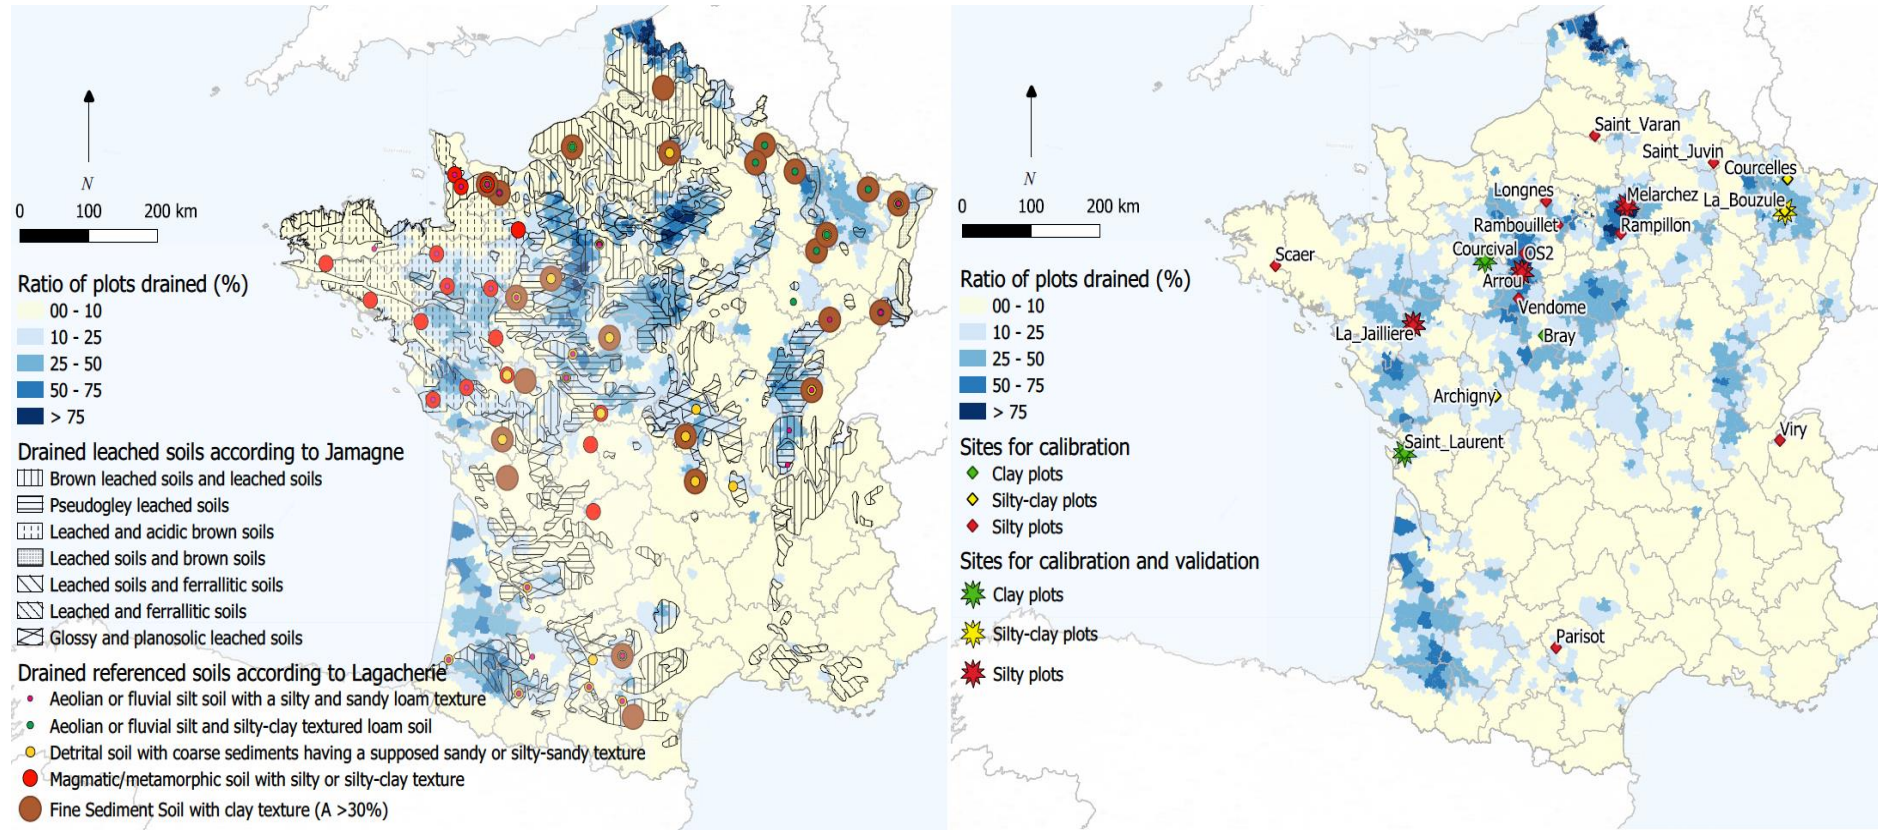 N
0 100 200 km
Ratio of plots drained (%)
00 - 10
10 - 25
25 - 50
50 - 75
> 75
Drained leached soils according to Jamagne
Brown leached soils and leached soils
Pseudogley leached soils
Leached and acidic brown soils
Leached soils and brown soils
Leached soils and ferrallitic soils
Leached and ferrallitic soils
Glossy and planosolic leached soils
Drained referenced soils according to Lagacherie
Aeolian or fluvial silt soil with a silty and sandy loam texture
Aeolian or fluvial silt and silty-clay textured loam soil
Detrital soil with coarse sediments having a supposed sandy or silty-sandy texture
Magmatic/metamorphic soil with silty or silty-clay texture
Fine Sediment Soil with clay texture (A >30%)
N
0 100 200 km
Ratio of plots drained (%)
00 - 10
10 - 25
25 - 50
50 - 75
> 75
Sites for calibration
Clay plots
Silty-clay plots
Silty plots
Sites for calibration and validation
Clay plots
Silty-clay plots
Silty plots
Saint_Varan
Saint_Juvin
Courcelles
Longnes
Melarchez
La_Bouzule
Rambouillet
Rampillon
Courcival
OS2
Scaer
Arrou
Vendome
La_Jailliere
Bray
Archigny
Viry
Saint_Laurent
Parisot